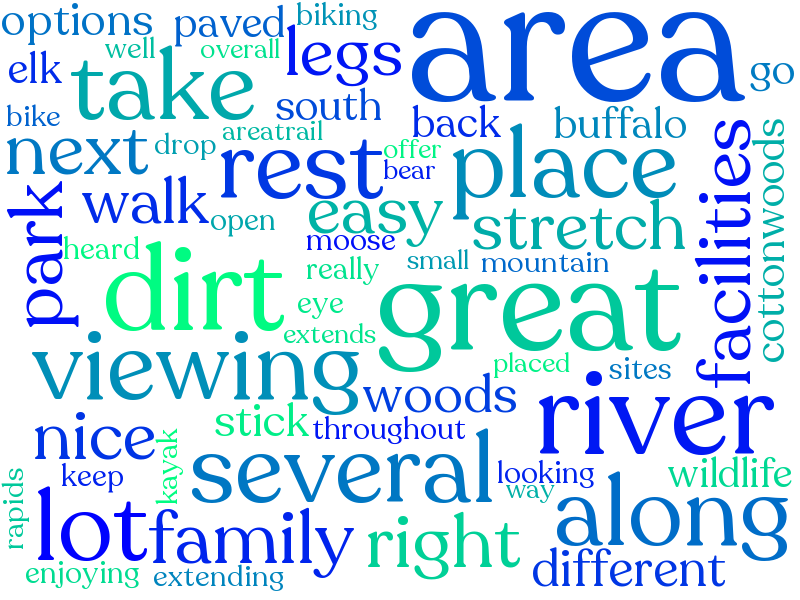 options
paved
biking
area
well
overall
legs
elk
take
go
bike
south
back
buffalo
next
drop
areatrail
offer
rest
bear
place
facilities
cottonwoods
park
walk
open
easy
stretch
heard
moose
dirt
really
small
mountain
eye
great
extends
viewing
placed
sites
woods
river
nice
stick
throughout
kayak
several
keep
looking
wildlife
rapids
way
lot
family
right
along
enjoying
extending
different